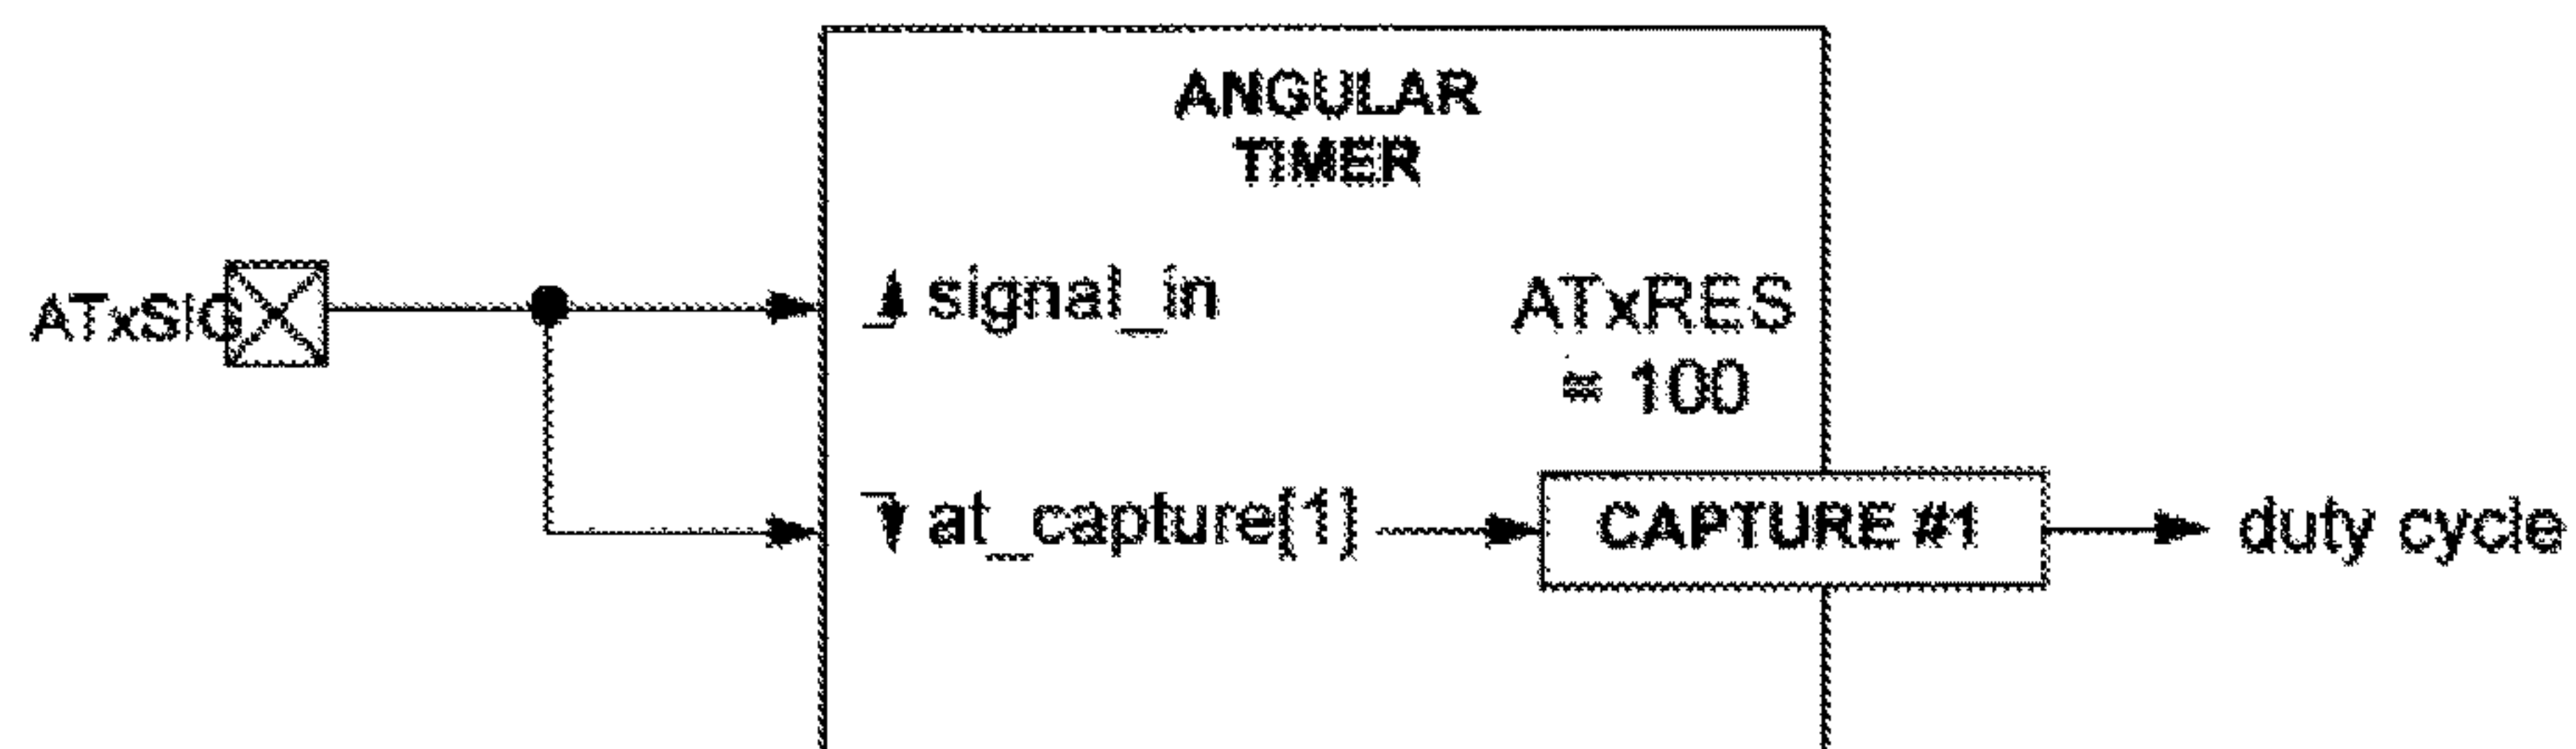 ANGULAR
TIMER
ATxSIG
signal_in
ATxRES
= 100
at_capture[1]
CAPTURE #1
duty cycle